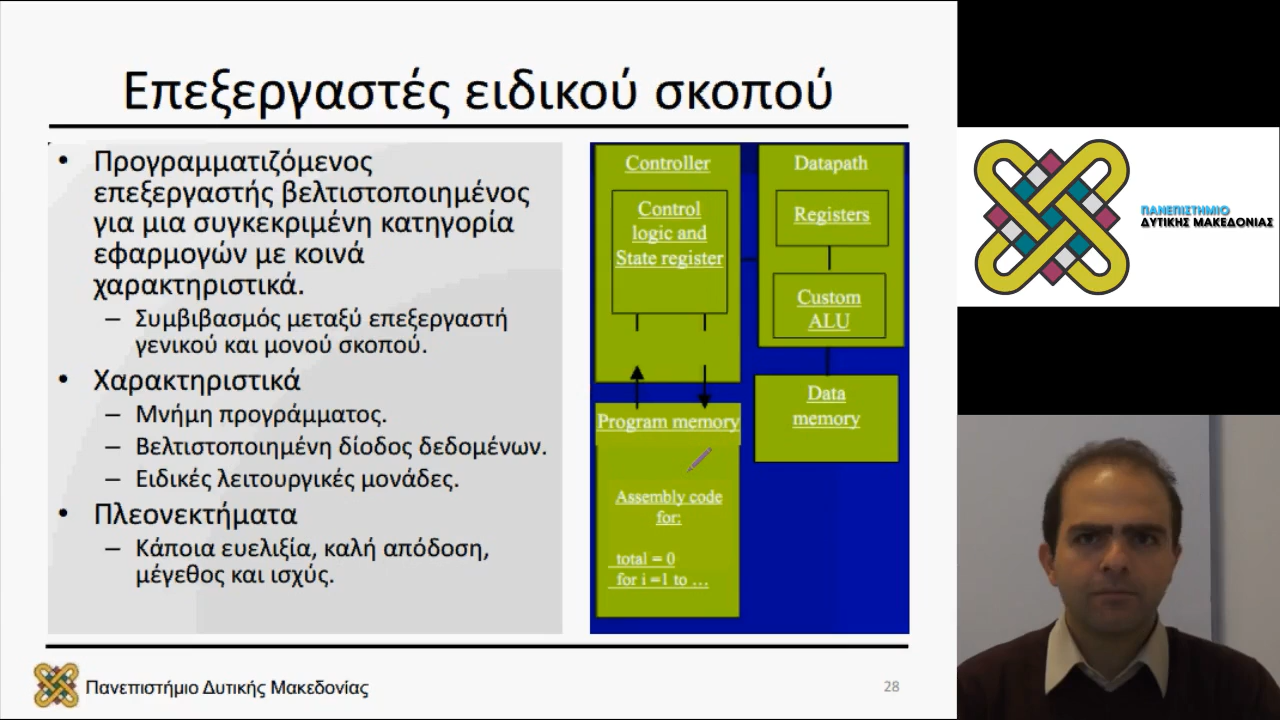 Επεξεργαστές ειδικού σκοπού
• Προγραμματιζόμενος
επεξεργαστής βελτιστοποιημένος
για μια συγκεκριμένη κατηγορία
εφαρμογών με κοινά
χαρακτηριστικά.
– Συμβιβασμός μεταξύ επεξεργαστή
γενικού και μονού σκοπού.
• Χαρακτηριστικά
– Μνήμη προγράμματος.
– Βελτιστοποιημένη δίοδος δεδομένων.
– Ειδικές λειτουργικές μονάδες.
• Πλεονεκτήματα
– Κάποια ευελιξία, καλή απόδοση,
μέγεθος και ισχύς.
Controller
Control
logic and
State register
Datapath
Registers
Custom
ALU
Program memory
Assembly code
for:
total = 0
for i =1 to …
Data
memory
Πανεπιστήμιο Δυτικής Μακεδονίας
28
ΠΑΝΕΠΙΣΤΗΜΙΟ
ΔΥΤΙΚΗΣ ΜΑΚΕΔΟΝΙΑΣ